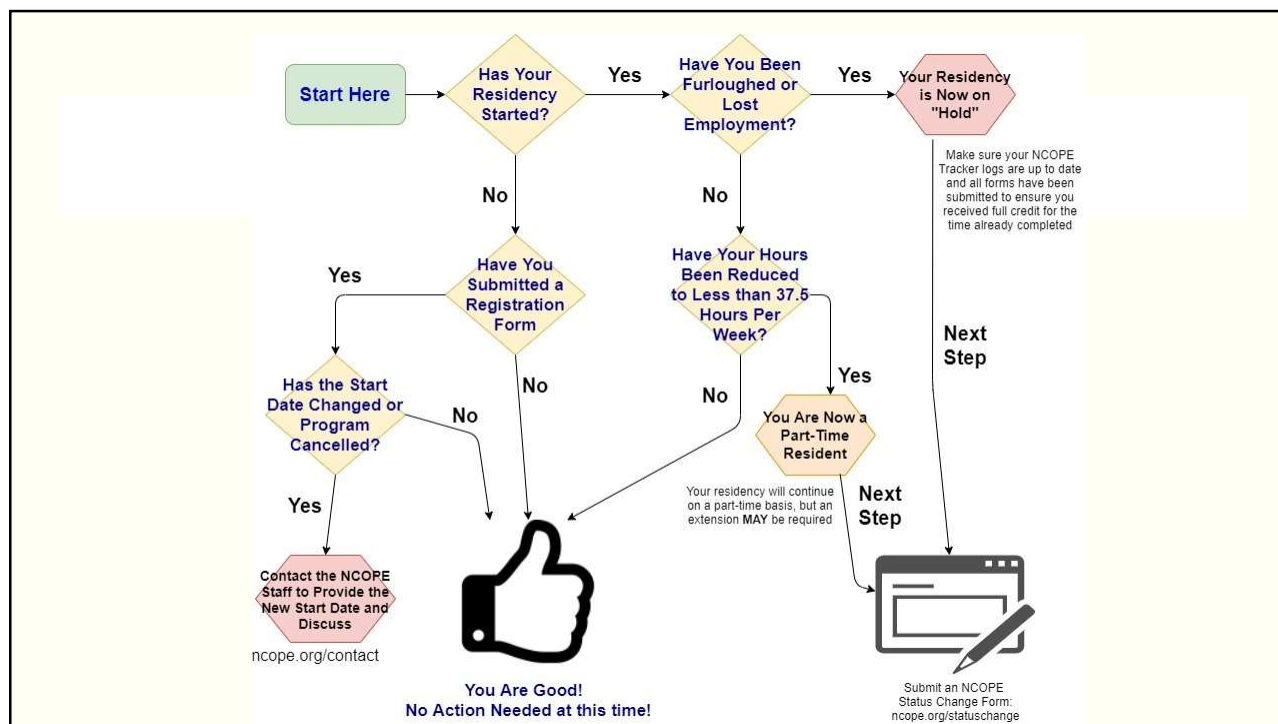 Start Here
Has Your
Residency
Started?
Yes
Have You Been
Furloughed or
Lost
Employment?
Yes
Your Residency
is Now on
"Hold"
Make sure your NCOPE
Tracker logs are up to date
and all forms have been
submitted to ensure you
received full credit for the
time already completed
No
No
Have You
Submitted a
Registration
Form
Yes
Have Your Hours
Been Reduced
to Less than 37.5
Hours Per
Week?
Next
Step
Has the Start
Date Changed or
Program
Cancelled?
No
No
No
Yes
You Are Now a
Part-Time
Resident
Your residency will continue
on a part-time basis, but an
extension MAY be required
Next
Step
Yes
Contact the NCOPE
Staff to Provide the
New Start Date and
Discuss
ncope.org/contact
You Are Good!
No Action Needed at this time!
Submit an NCOPE
Status Change Form:
ncope.org/statuschange